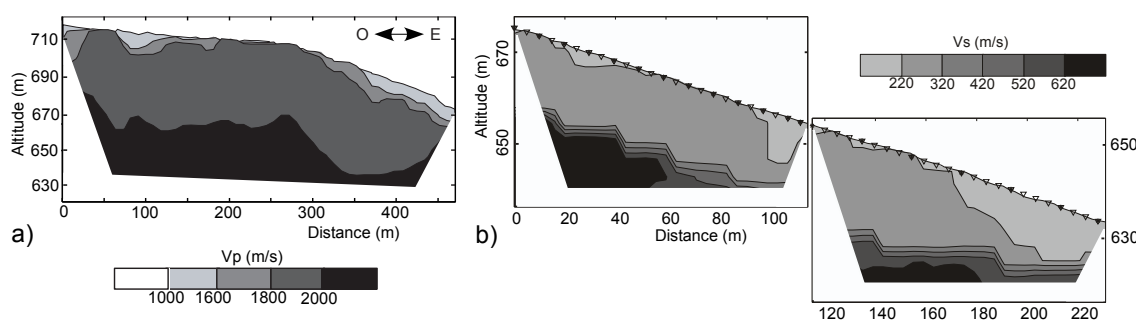 a)
Altitude (m)
710
690
670
650
630
O E
0 100 200 300 400
Distance (m)
Vp (m/s)
1000 1600 1800 2000
b)
Altitude (m)
670
650
0 20 40 60 80 100
Distance (m)
Vs (m/s)
220 320 420 520 620
650
630
120 140 160 180 200 220